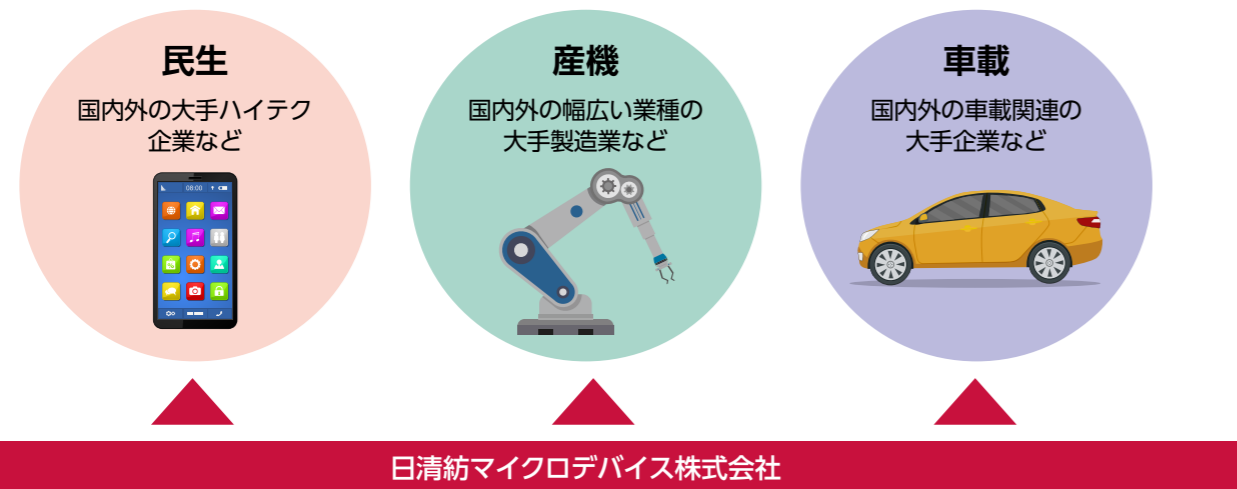 民生
国内外の大手ハイテク
企業など
08:00
産機
国内外の幅広い業種の
大手製造業など
車載
国内外の車載関連の
大手企業など
日清紡マイクロデバイス株式会社